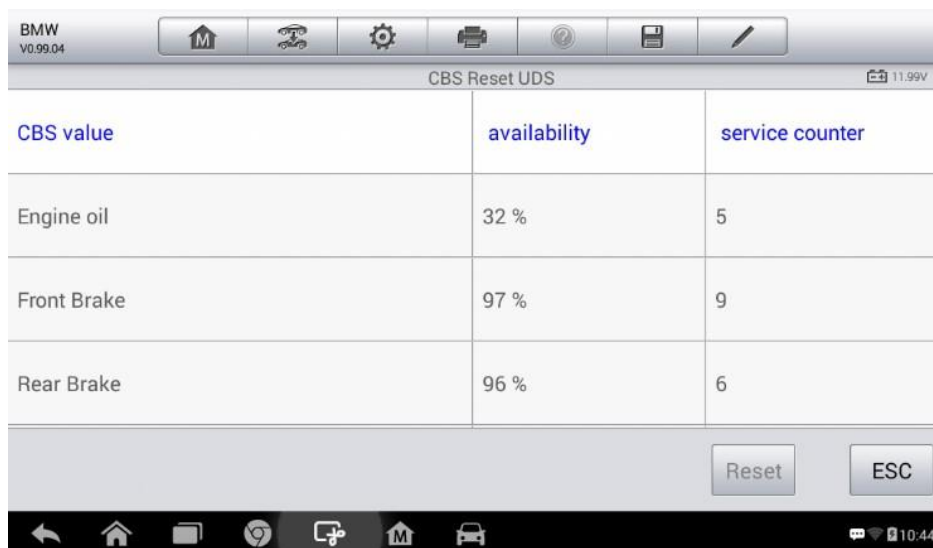 BMW
V0.99.04
M
CBS Reset UDS
11.99V
CBS value availability service counter
Engine oil 32 % 5
Front Brake 97 % 9
Rear Brake 96 % 6
Reset ESC
M
10:44